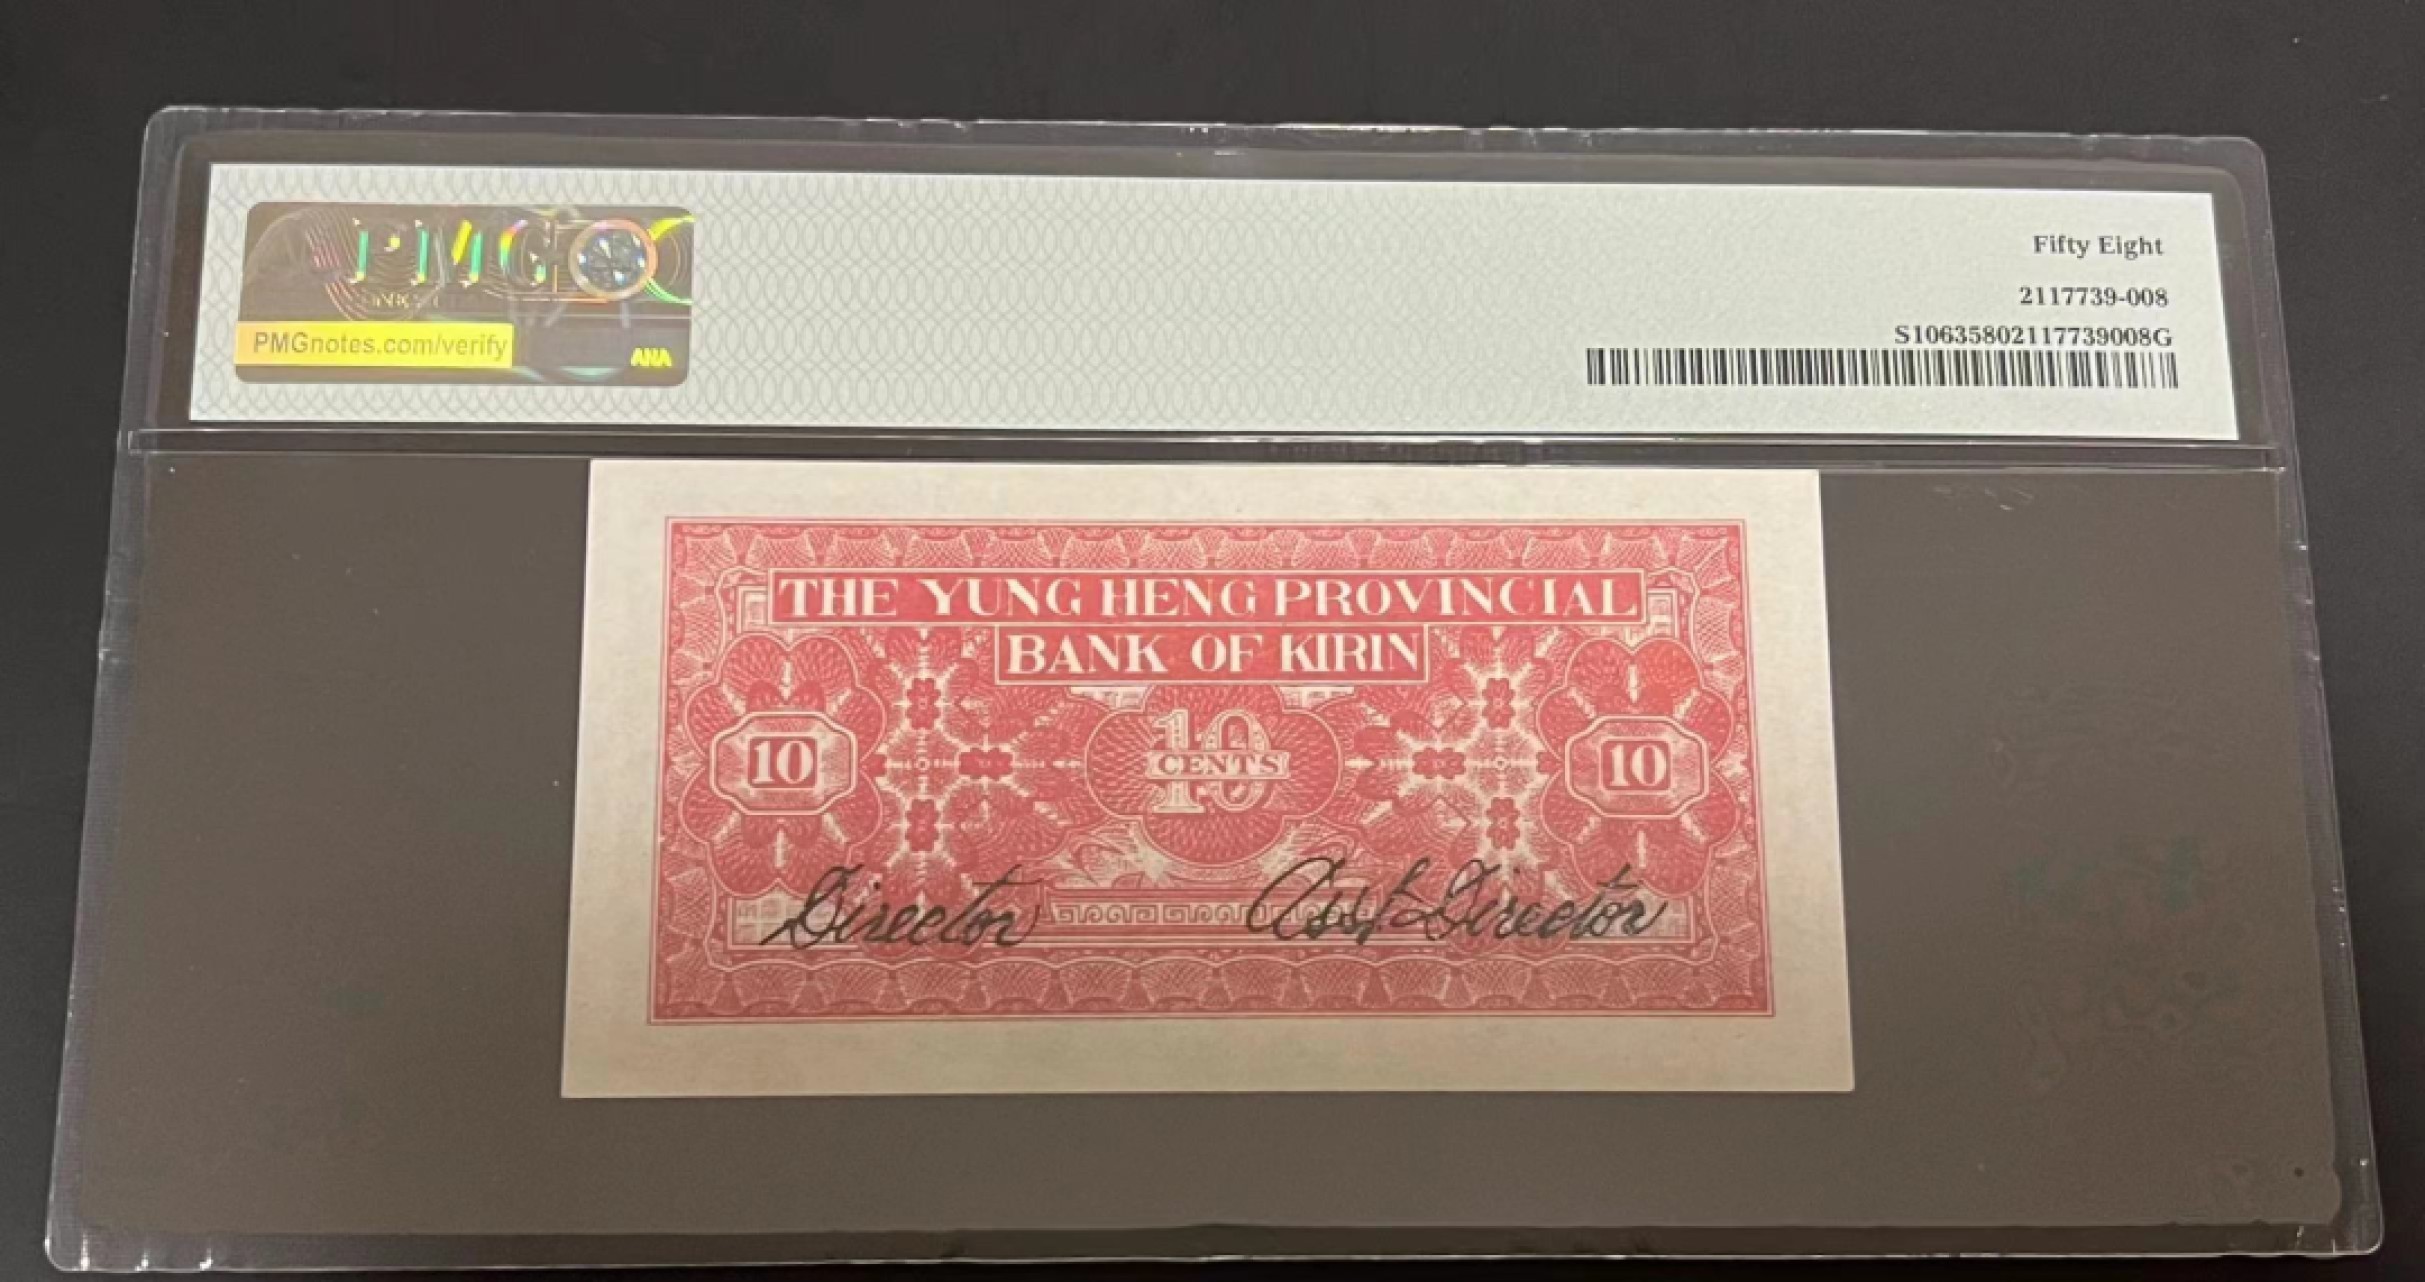 PMG
PMGnotes.com/verify
ANA
Fifty Eight
2117739-008
S10635802117739008G
THE YUNG HENG PROVINCIAL
BANK OF KIRIN
10
10
CENTS
10
Director
Asst Director